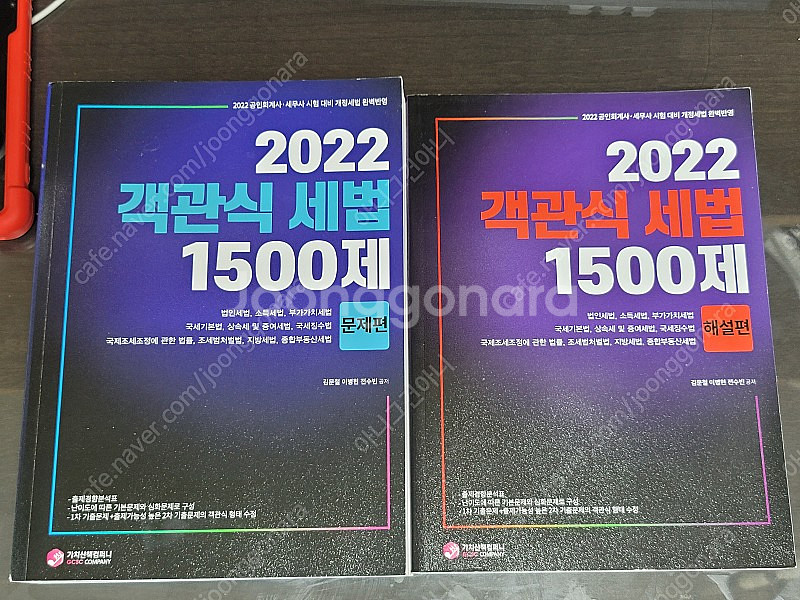 2022 공인회계사·세무사 시험 대비 개정세법 완벽반영
2022
객관식 세법
1500제
법인세법, 소득세법, 부가가치세법
국세기본법, 상속세 및 증여세법, 국세징수법
국제조세조정에 관한 법률, 조세범처벌법, 지방세법, 종합부동산세법
문제편
김문철 이병현 전수빈 공저
- 출제경향분석표
- 난이도에 따른 기본문제와 심화문제로 구성
- 1차 기출문제 + 출제가능성 높은 2차 기출문제의 객관식 형태 수정
가치산책컴퍼니
GCSC COMPANY
2022 공인회계사·세무사 시험 대비 개정세법 완벽반영
2022
객관식 세법
1500제
법인세법, 소득세법, 부가가치세법
국세기본법, 상속세 및 증여세법, 국세징수법
국제조세조정에 관한 법률, 조세범처벌법, 지방세법, 종합부동산세법
해설편
김문철 이병현 전수빈 공저
- 출제경향분석표
- 난이도에 따른 기본문제와 심화문제로 구성
- 1차 기출문제 + 출제가능성 높은 2차 기출문제의 객관식 형태 수정
가치산책컴퍼니
GCSC COMPANY
joonggonara
cafe.naver.com/joonggonara